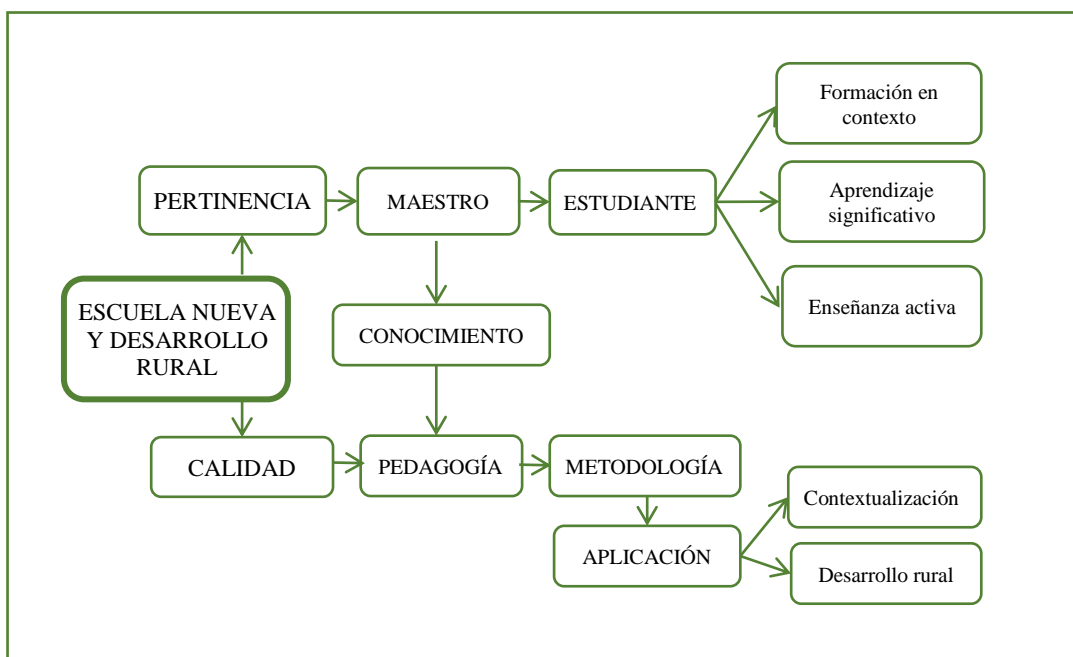 Formación en
contexto
PERTINENCIA
MAESTRO
ESTUDIANTE
Aprendizaje
significativo
ESCUELA NUEVA
Y DESARROLLO
RURAL
CONOCIMIENTO
Enseñanza activa
CALIDAD
PEDAGOGÍA
METODOLOGÍA
Contextualización
APLICACIÓN
Desarrollo rural